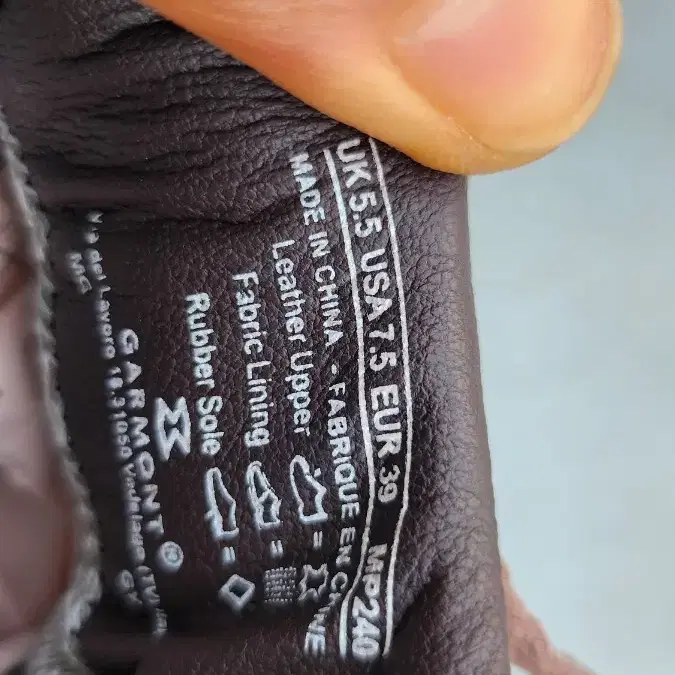 UK 5.5 USA 7.5 EUR 39 MP240
MADE IN CHINA - FABRIQUE EN CHINE
Leather Upper =
Fabric Lining =
Rubber Sole =
GARMONT®